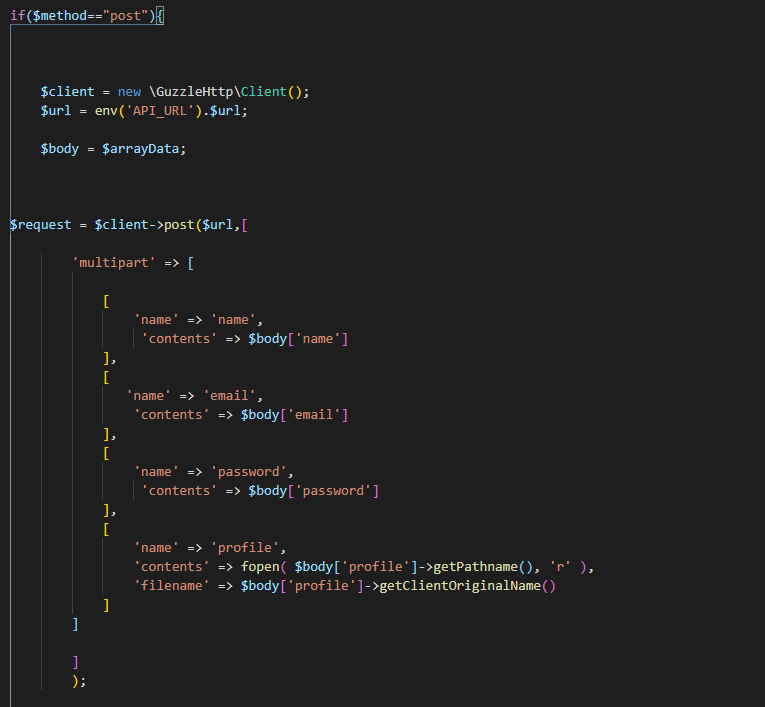 if($method=="post"){
$client = new \GuzzleHttp\Client();
$url = env('API_URL').$url;
$body = $arrayData;
$request = $client->post($url,[
'multipart' => [
[
'name' => 'name',
'contents' => $body['name']
],
[
'name' => 'email',
'contents' => $body['email']
],
[
'name' => 'password',
'contents' => $body['password']
],
[
'name' => 'profile',
'contents' => fopen( $body['profile']->getPathname(), 'r' ),
'filename' => $body['profile']->getClientOriginalName()
]
]
]
);